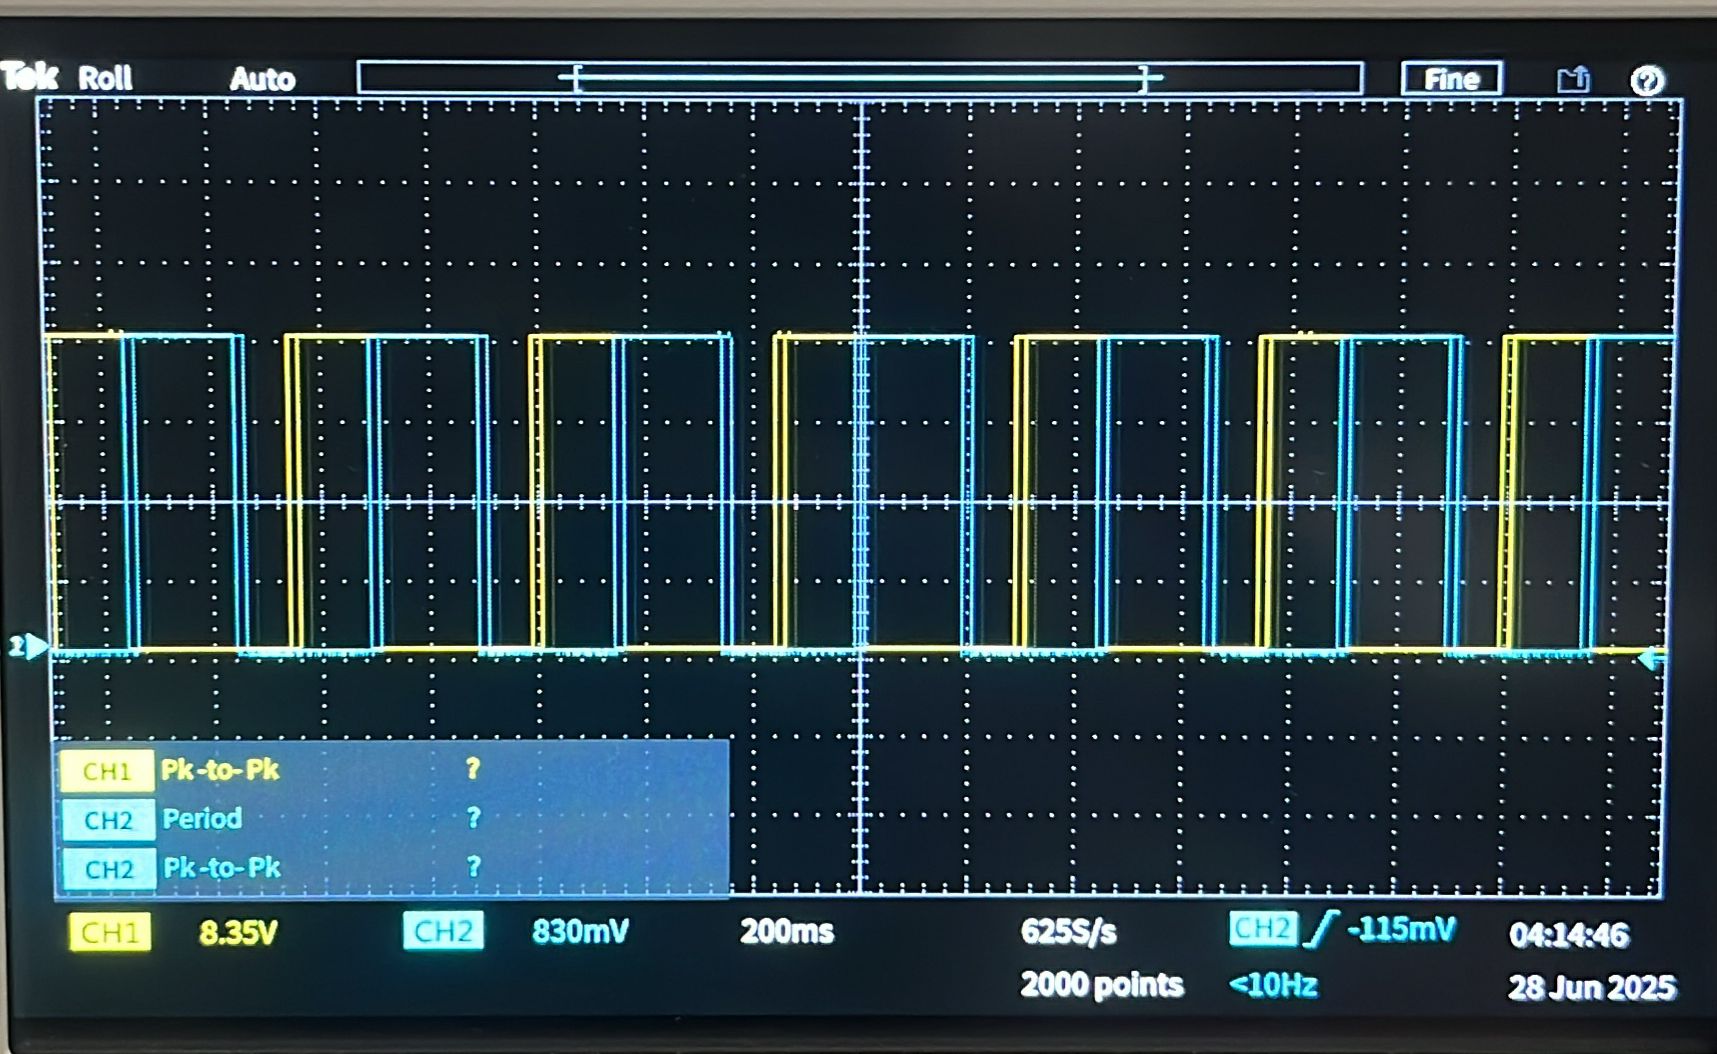 Tek Roll Auto [ ] Fine ?
2
CH1 Pk-to-Pk ?
CH2 Period ?
CH2 Pk-to-Pk ?
CH1 8.35V CH2 830mV 200ms 625S/s CH2 -115mV 04:14:46
2000 points <10Hz 28 Jun 2025